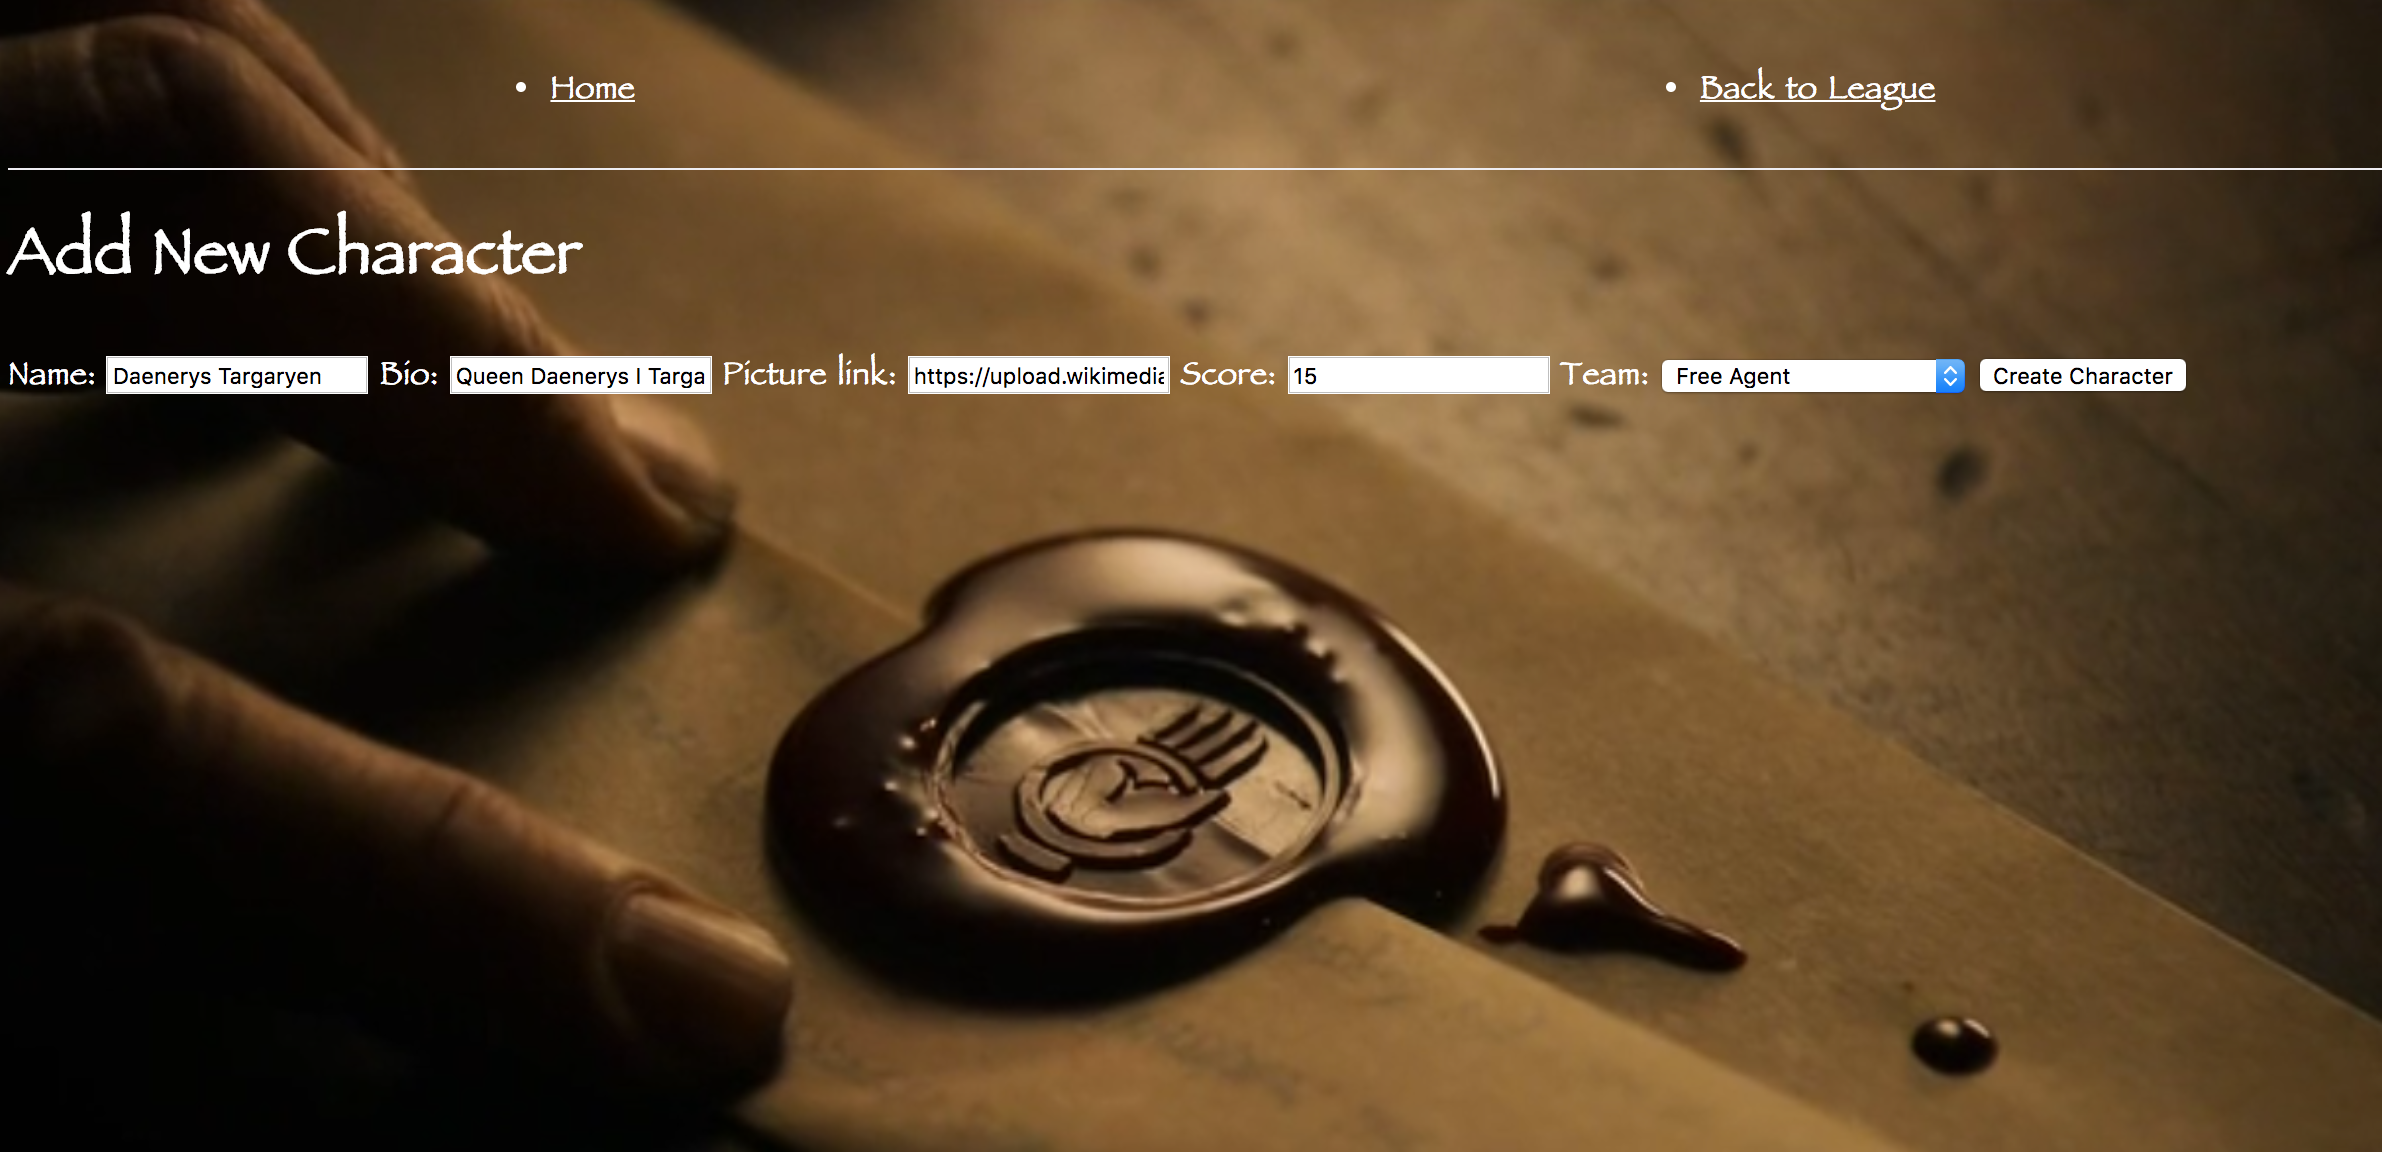 Home
Back to League
Add New Character
Name: Daenerys Targaryen Bio: Queen Daenerys I Targa Picture link: https://upload.wikimedia Score: 15 Team: Free Agent Create Character